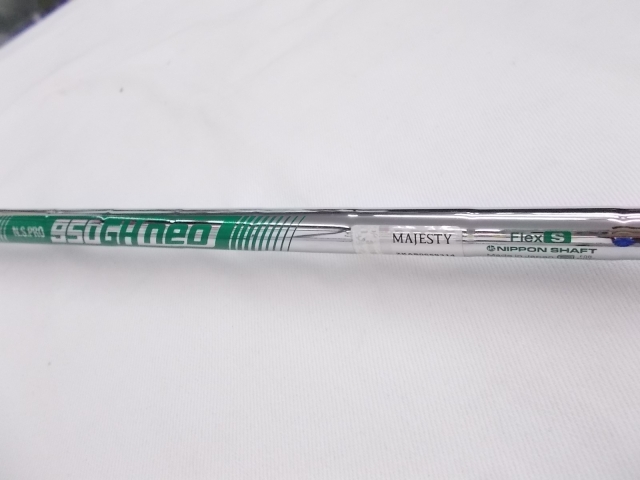 N.S.PRO 950GH neo
MAJESTY
Flex S
NIPPON SHAFT